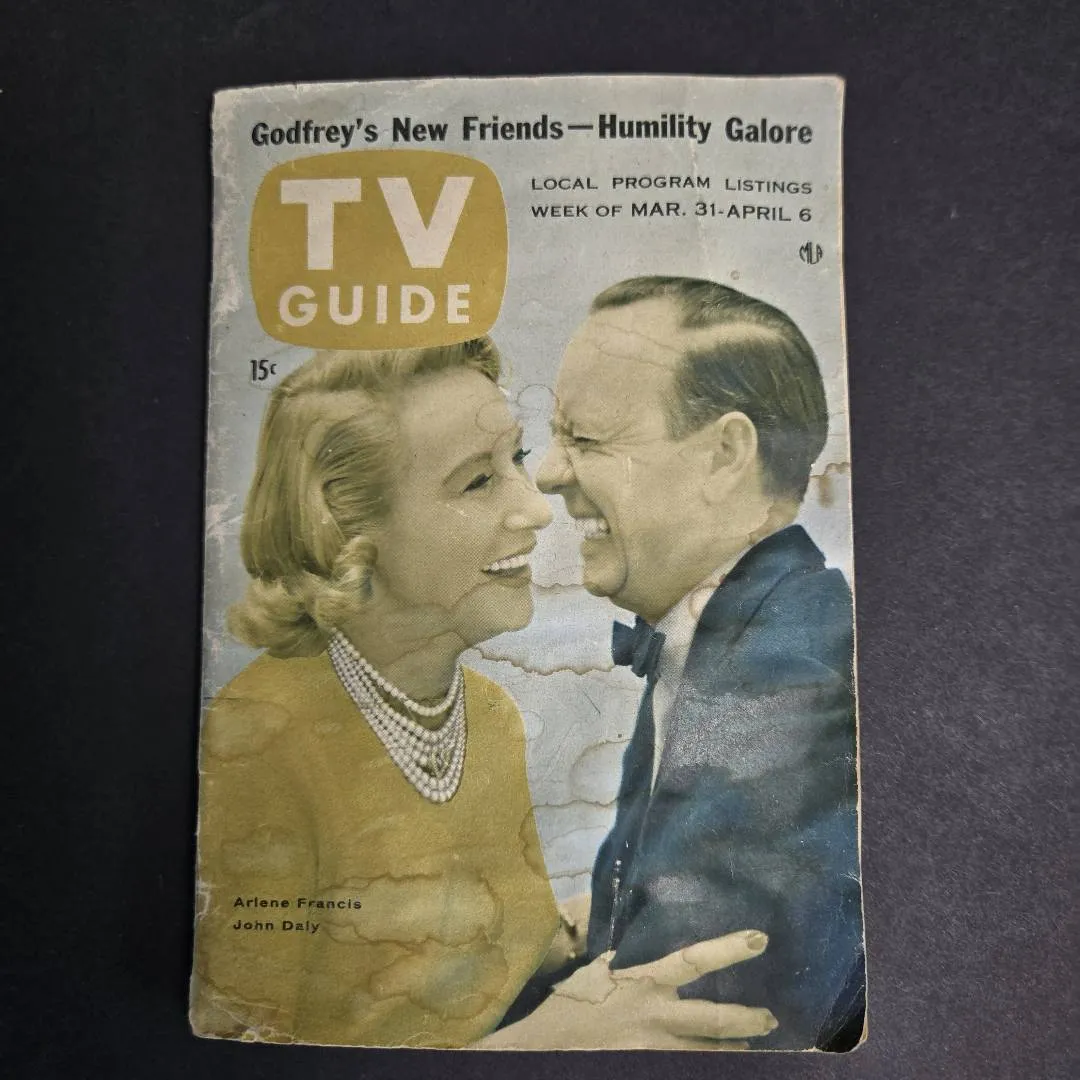 Godfrey's New Friends—Humility Galore
TV
GUIDE
LOCAL PROGRAM LISTINGS
WEEK OF MAR. 31-APRIL 6
MLA
15¢
Arlene Francis
John Daly